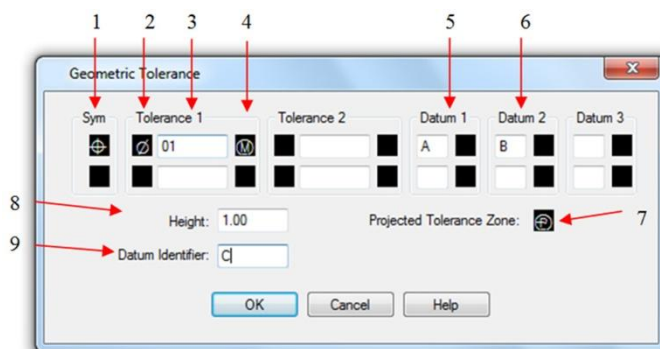 1 2 3 4 5 6
Geometric Tolerance X
Sym Tolerance 1 Tolerance 2 Datum 1 Datum 2 Datum 3
⌖ Ø 01 Ⓜ A B
8 Height: 1.00 Projected Tolerance Zone: Ⓟ 7
9 Datum Identifier: C
OK Cancel Help